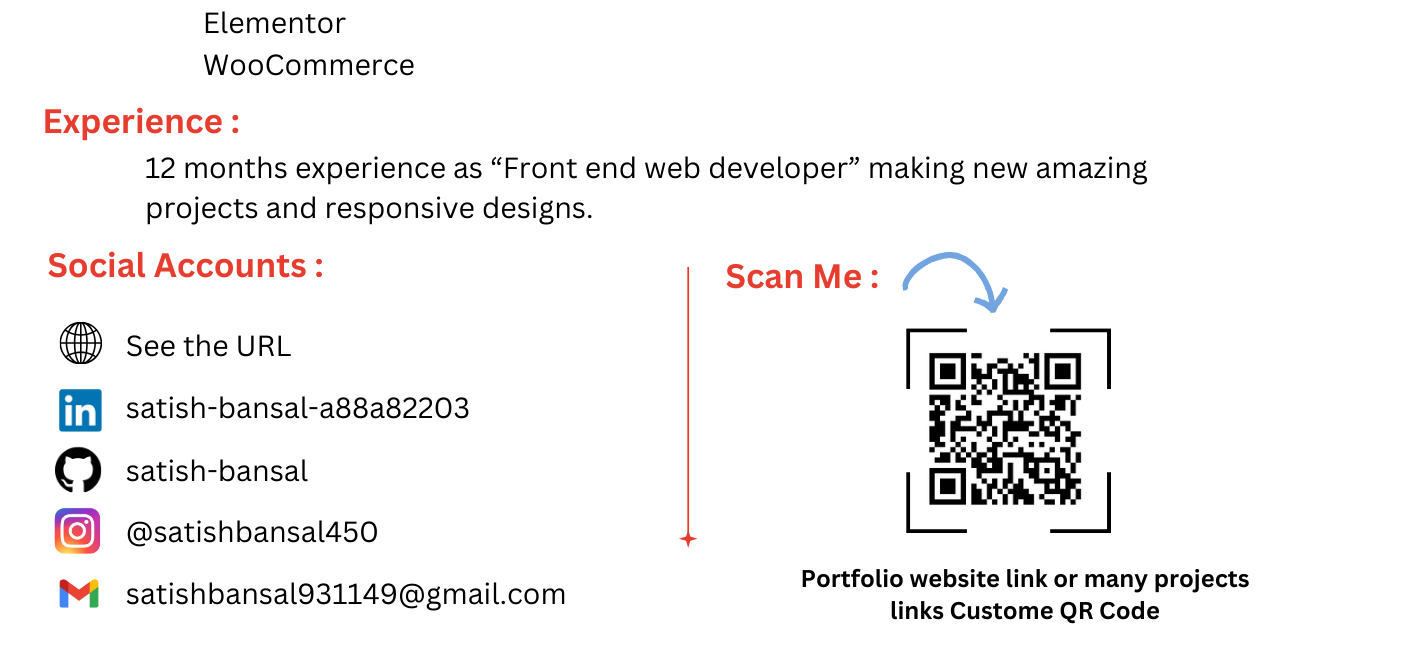 Elementor
WooCommerce
Experience :
12 months experience as “Front end web developer” making new amazing
projects and responsive designs.
Social Accounts :
See the URL
satish-bansal-a88a82203
satish-bansal
@satishbansal450
satishbansal931149@gmail.com
Scan Me :
Portfolio website link or many projects
links Custome QR Code